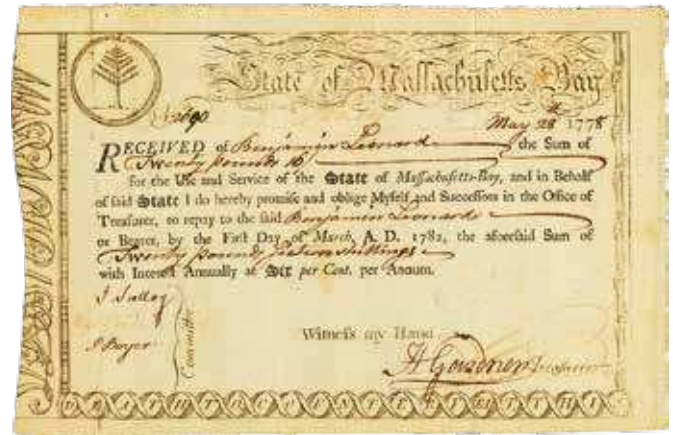 State of Massachusetts Bay
May 28th 1778
RECEIVED of Benjamin Leonard the Sum of
Twenty pounds 16
for the Use and Service of the State of Massachusetts-Bay, and in Behalf
of said State I do hereby promise and oblige Myself and Successors in the Office of
Treasurer, to repay to the said Benjamin Leonard
or Bearer, by the First Day of March, A. D. 1782, the aforesaid Sum of
Twenty pounds
with Interest Annually at Six per Cent. per Annum.
Committee
Witness my Hand
H Gardner Treasurer